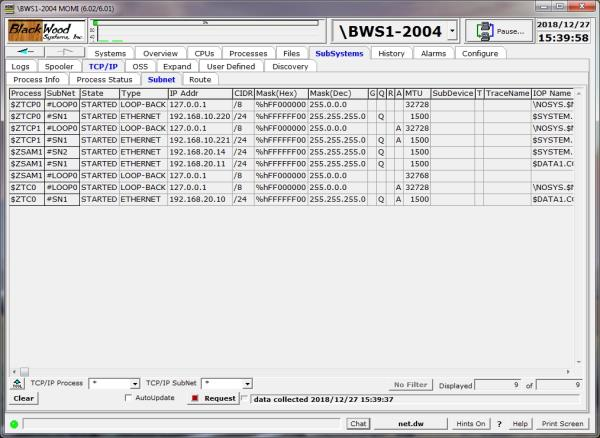 \BWS1-2004 MOMI (6.02/6.01)
BlackWood
Systems, Inc.
\BWS1-2004
Pause...
2018/12/27
15:39:58
Systems Overview CPUs Processes Files SubSystems History Alarms Configure
Logs Spooler TCP/IP OSS Expand User Defined Discovery
Process Info Process Status Subnet Route
Process SubNet State Type IP Addr CIDR Mask(Hex) Mask(Dec) G Q R A MTU SubDevice T TraceName IOP Name
$ZTCP0 #LOOP0 STARTED LOOP-BACK 127.0.0.1 /8 %hFF000000 255.0.0.0 32728 \NOSYS.$
$ZTCP0 #SN1 STARTED ETHERNET 192.168.10.220 /24 %hFFFFFF00 255.255.255.0 Q 1500 $SYSTEM.
$ZTCP1 #LOOP0 STARTED LOOP-BACK 127.0.0.1 /8 %hFF000000 255.0.0.0 A 32728 \NOSYS.$
$ZTCP1 #SN1 STARTED ETHERNET 192.168.10.221 /24 %hFFFFFF00 255.255.255.0 Q A 1500 $SYSTEM.
$ZSAM1 #SN2 STARTED ETHERNET 192.168.20.14 /24 %hFFFFFF00 255.255.255.0 Q 1500 $SYSTEM.
$ZSAM1 #SN1 STARTED ETHERNET 192.168.20.11 /24 %hFFFFFF00 255.255.255.0 Q 1500 $DATA1.C
$ZSAM1 #LOOP0 STARTED LOOP-BACK 127.0.0.1 /8 %hFF000000 255.0.0.0 32768
$ZTC0 #LOOP0 STARTED LOOP-BACK 127.0.0.1 /8 %hFF000000 255.0.0.0 A 32728 \NOSYS.$
$ZTC0 #SN1 STARTED ETHERNET 192.168.20.10 /24 %hFFFFFF00 255.255.255.0 Q A 1500 $DATA1.C
TCP/IP Process * TCP/IP SubNet * No Filter Displayed 9 of 9
Clear AutoUpdate Request data collected 2018/12/27 15:39:37
Chat net.dw Hints On ? Help Print Screen